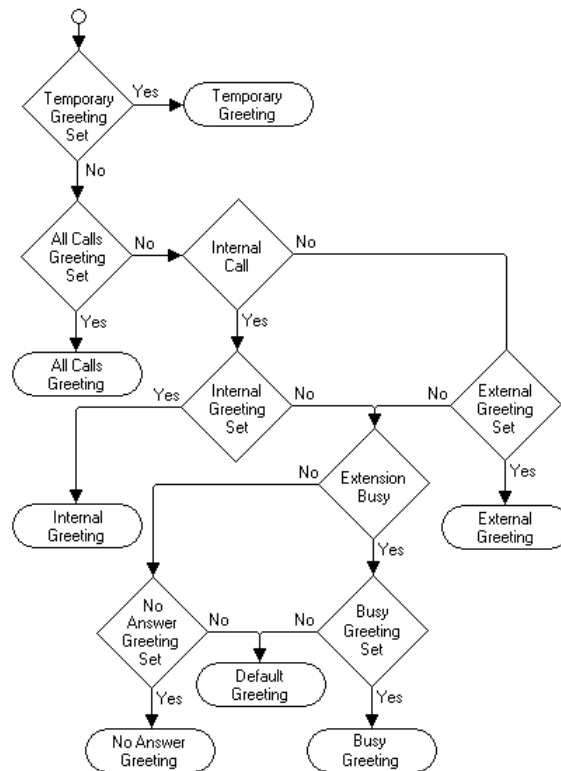 Temporary
Greeting
Set
Yes
Temporary
Greeting
No
All Calls
Greeting
Set
No
Internal
Call
No
Yes
All Calls
Greeting
Yes
Internal
Greeting
Set
Yes
No
No
External
Greeting
Set
Extension
Busy
No
Yes
Internal
Greeting
External
Greeting
Yes
No
Answer
Greeting
Set
No
No
Busy
Greeting
Set
Default
Greeting
Yes
Yes
No Answer
Greeting
Busy
Greeting